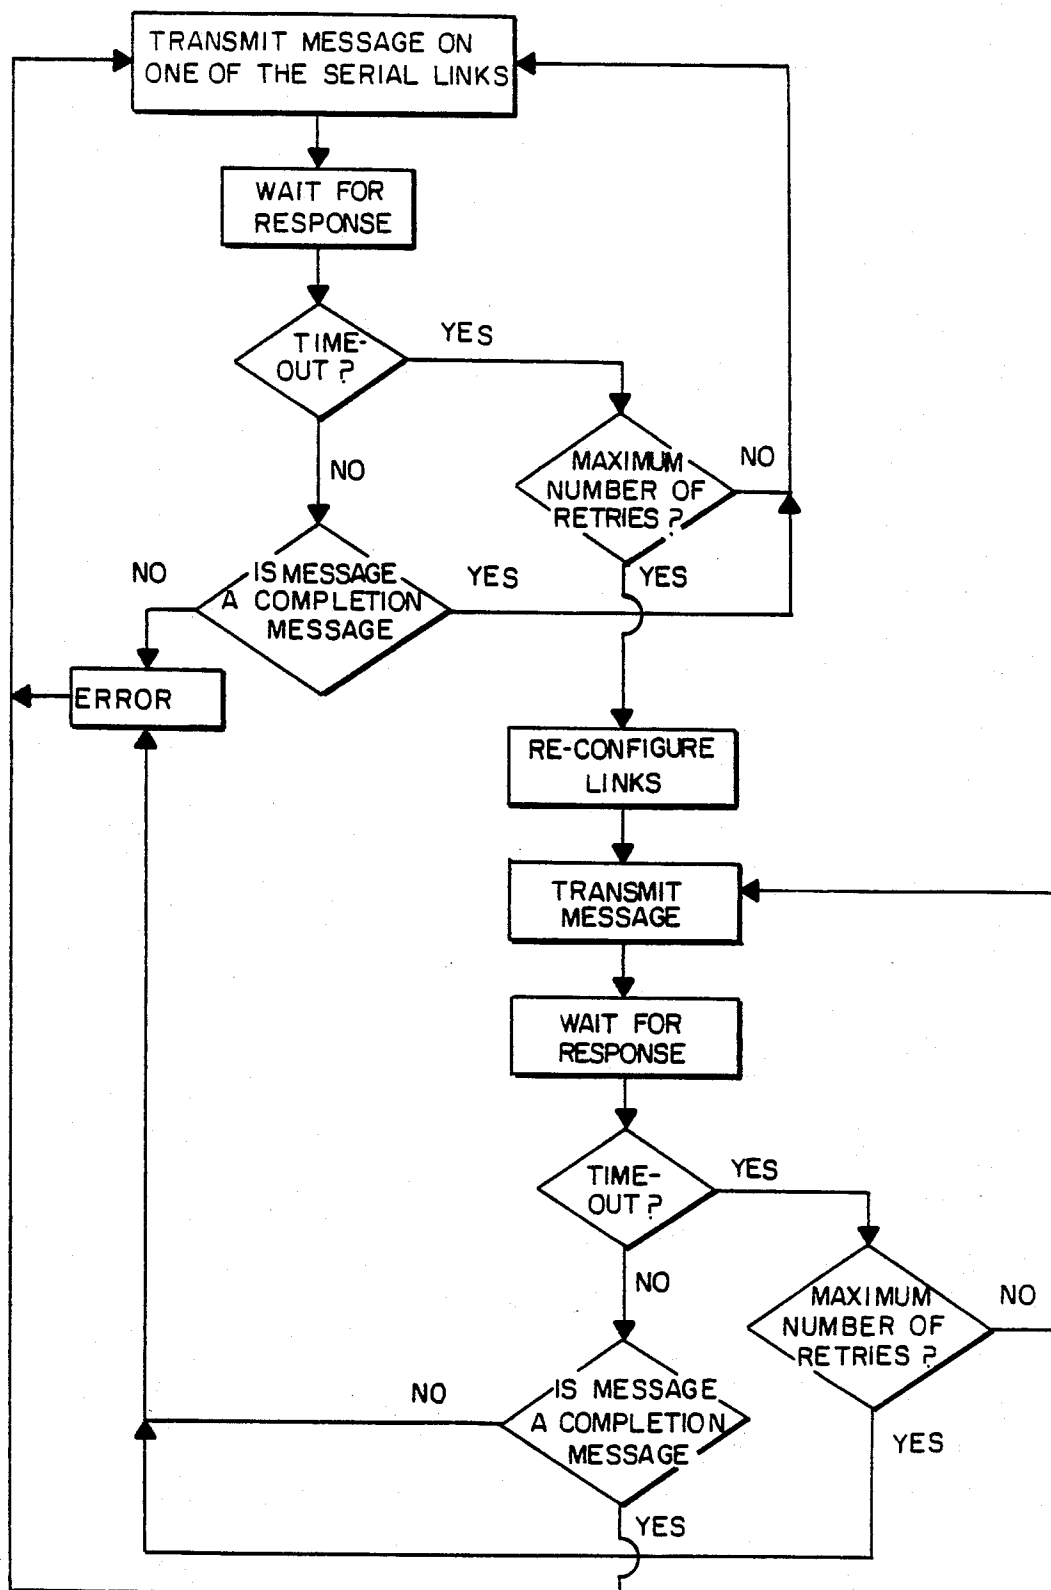 TRANSMIT MESSAGE ON
ONE OF THE SERIAL LINKS
WAIT FOR
RESPONSE
TIME-
OUT?
YES
NO
MAXIMUM
NUMBER OF
RETRIES?
NO
YES
IS MESSAGE
A COMPLETION
MESSAGE
NO
YES
ERROR
RE-CONFIGURE
LINKS
TRANSMIT
MESSAGE
WAIT FOR
RESPONSE
TIME-
OUT?
YES
NO
MAXIMUM
NUMBER OF
RETRIES?
NO
YES
IS MESSAGE
A COMPLETION
MESSAGE
NO
YES